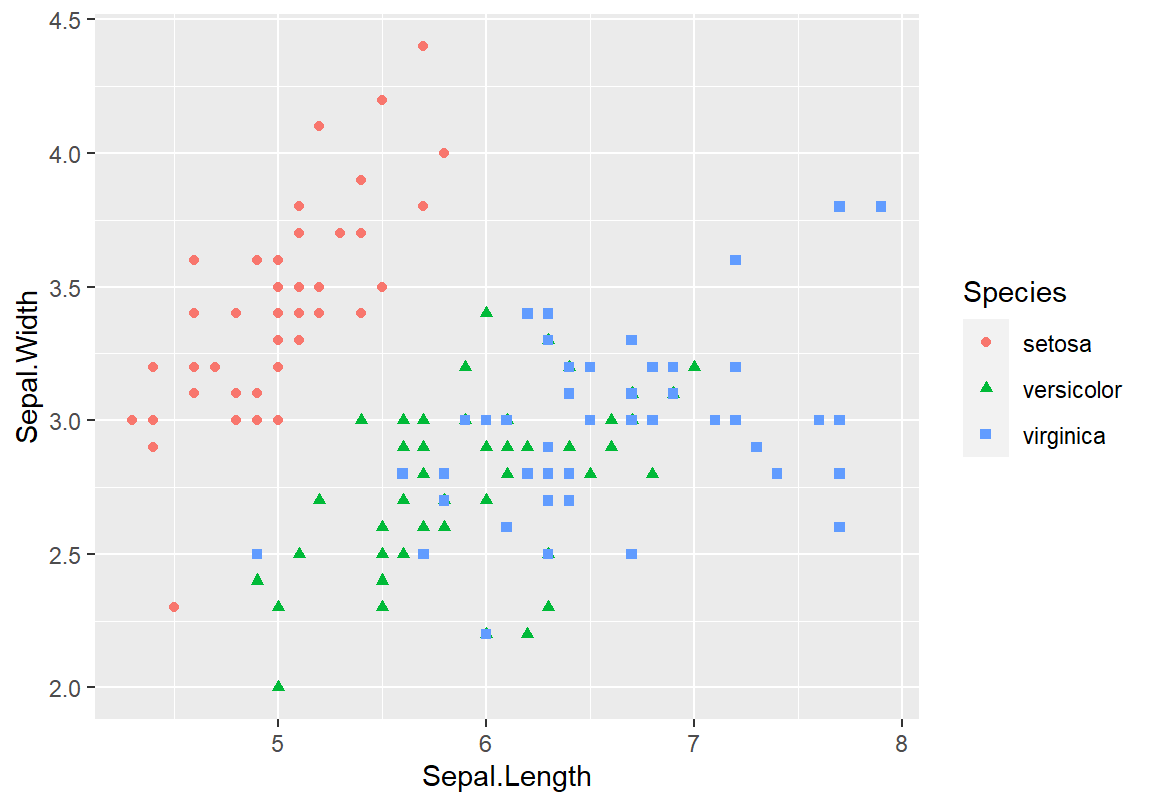 4.5
4.0
3.5
3.0
2.5
2.0
Sepal.Width
5 6 7 8
Sepal.Length
Species
setosa
versicolor
virginica